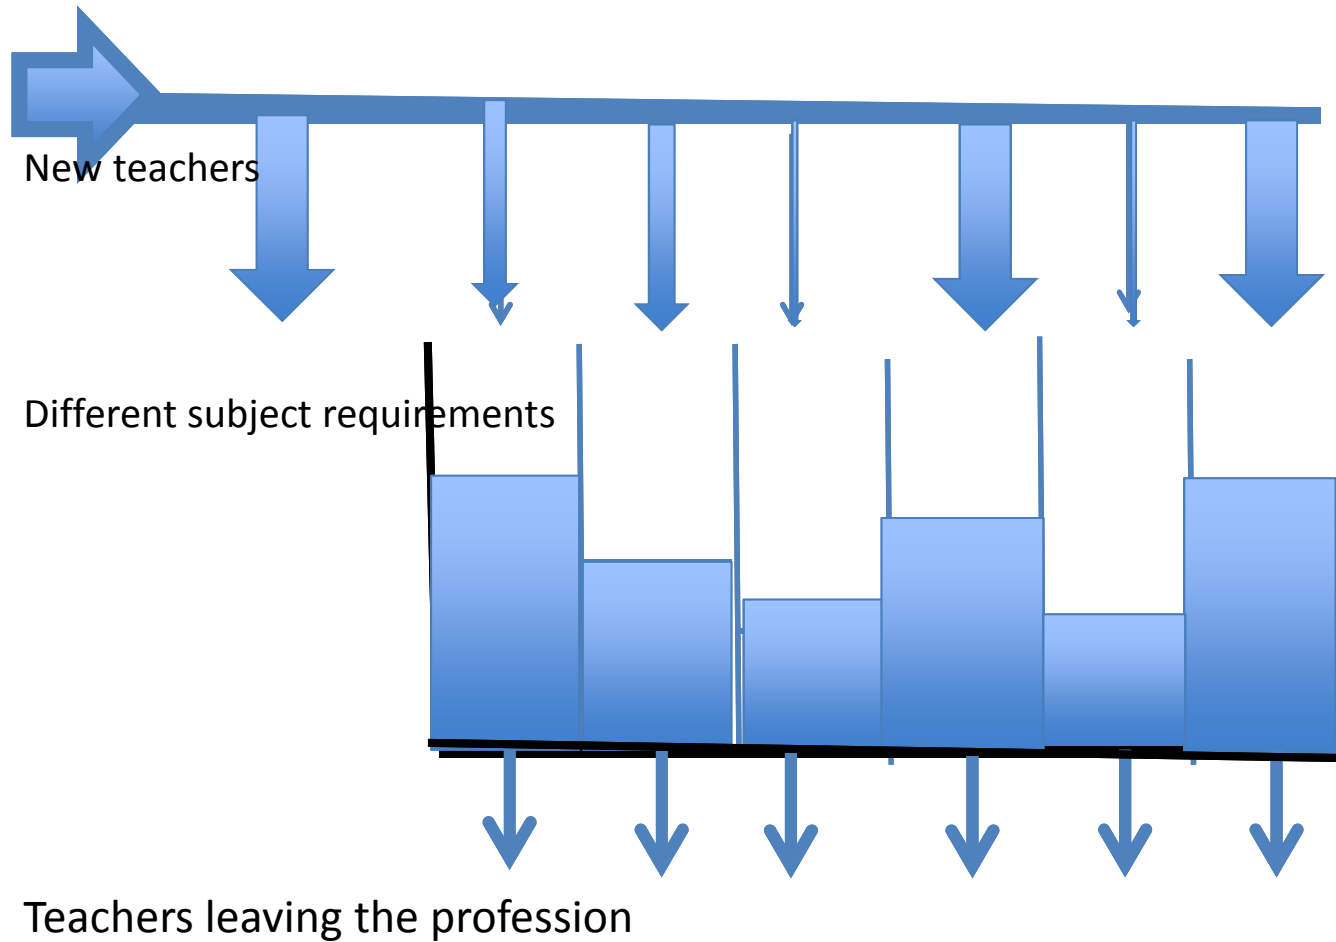 New teachers
Different subject requirements
Teachers leaving the profession